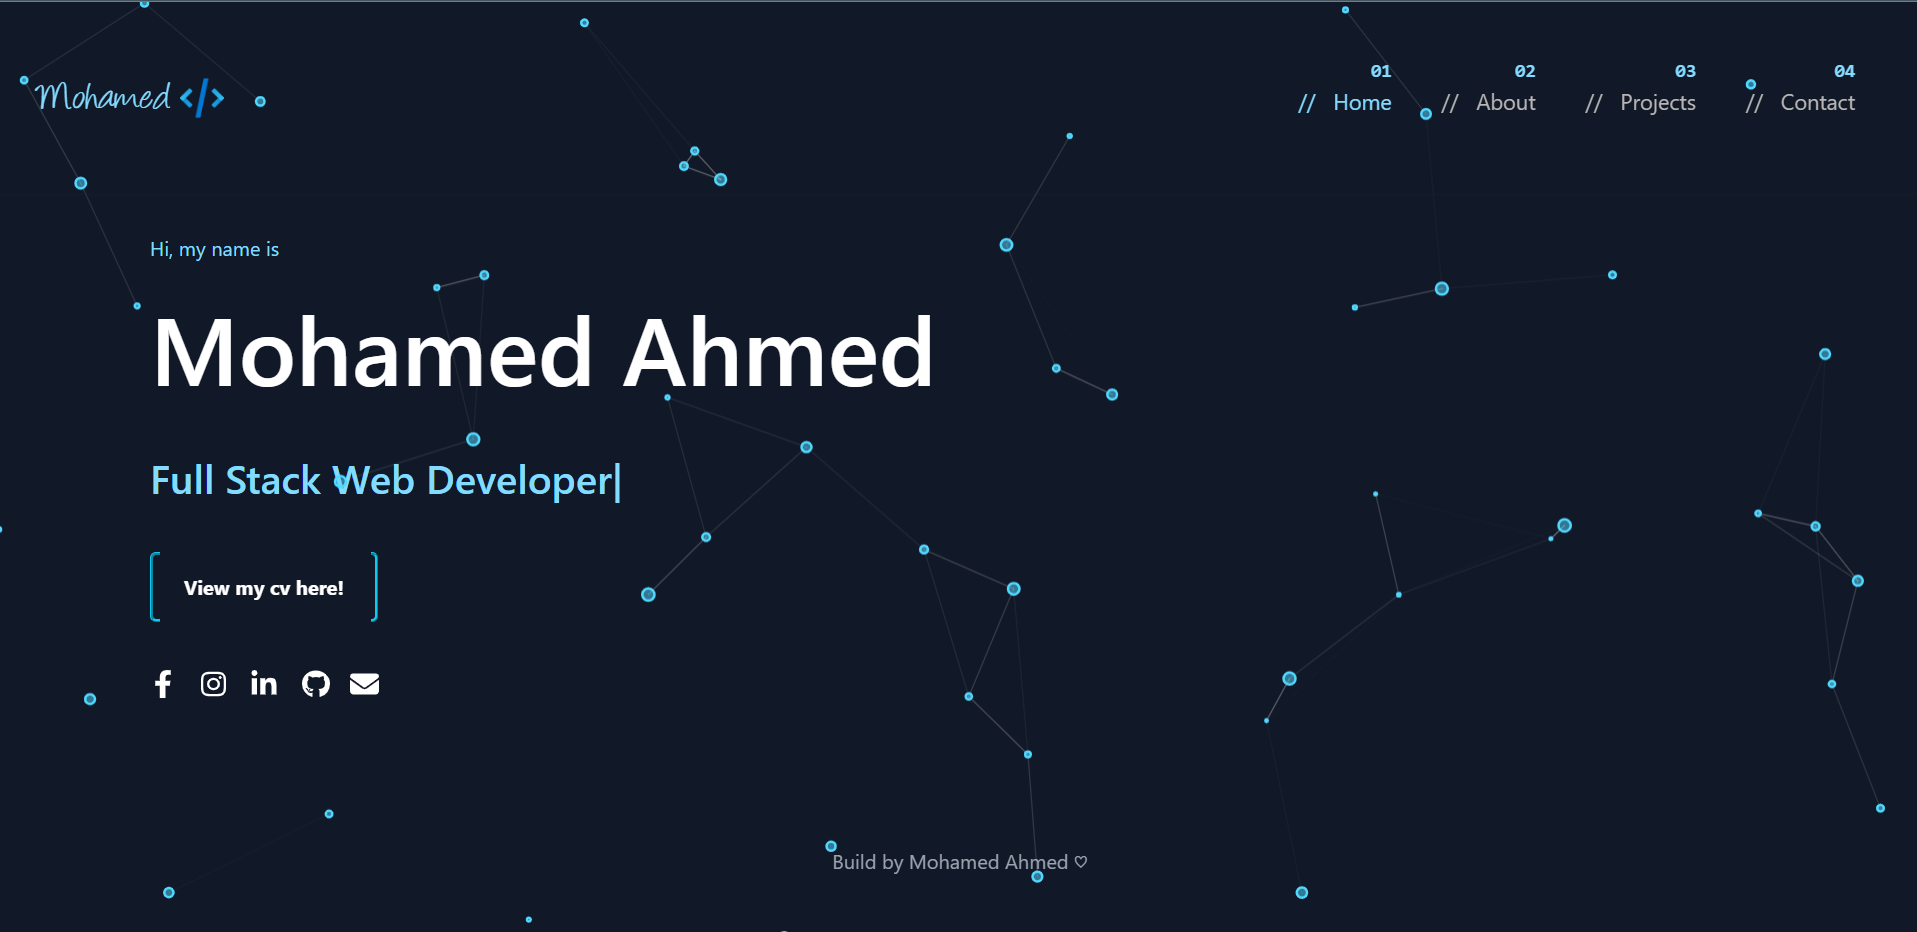 Mohamed </>
01 02 03 04
// Home // About // Projects // Contact
Hi, my name is
Mohamed Ahmed
Full Stack Web Developer|
View my cv here!
Build by Mohamed Ahmed ♡